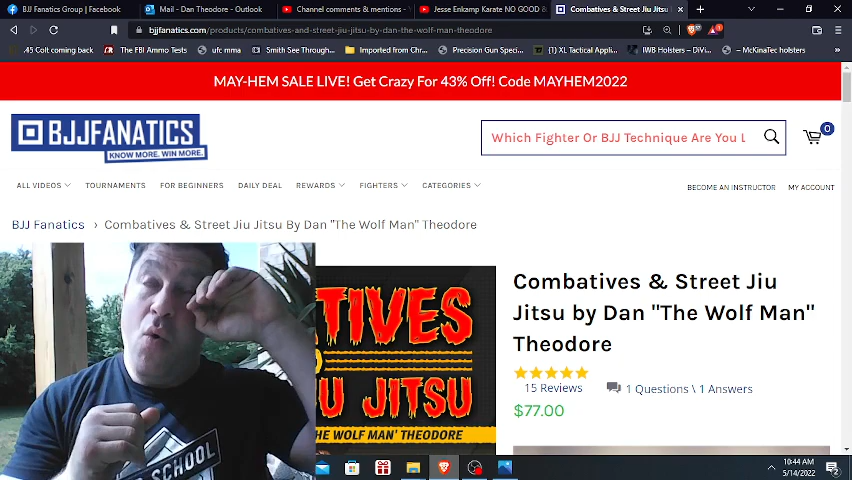 BJJ Fanatics Group | Facebook
Mail - Dan Theodore - Outlook
Channel comments & mentions -
Jesse Enkamp Karate NO GOOD &
Combatives & Street Jiu Jitsu
bjjfanatics.com/products/combatives-and-street-jiu-jitsu-by-dan-the-wolf-man-theodore
.45 Colt coming back
The FBI Ammo Tests
ufc mma
Smith See Through...
Imported from Chr...
Precision Gun Speci...
(1) XL Tactical Appli...
IWB Holsters – DiVi...
– McKinaTec holsters
MAY-HEM SALE LIVE! Get Crazy For 43% Off! Code MAYHEM2022
BJJFANATICS
KNOW MORE. WIN MORE.
Which Fighter Or BJJ Technique Are You L
0
ALL VIDEOS
TOURNAMENTS
FOR BEGINNERS
DAILY DEAL
REWARDS
FIGHTERS
CATEGORIES
BECOME AN INSTRUCTOR
MY ACCOUNT
BJJ Fanatics › Combatives & Street Jiu Jitsu By Dan "The Wolf Man" Theodore
ATIVES
U JITSU
HE WOLF MAN' THEODORE
SCHOOL
Combatives & Street Jiu
Jitsu by Dan "The Wolf Man"
Theodore
15 Reviews
1 Questions \ 1 Answers
$77.00
10:44 AM
5/14/2022
2